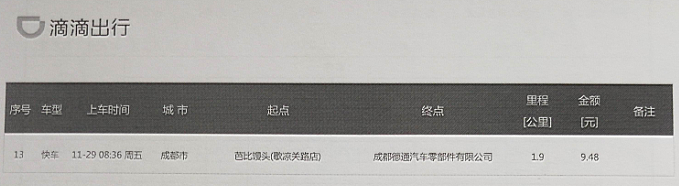 滴滴出行
序号 车型 上车时间 城市 起点 终点 里程[公里] 金额[元] 备注
13 快车 11-29 08:36 周五 成都市 芭比馒头(歌凉关路店) 成都德通汽车零部件有限公司 1.9 9.48